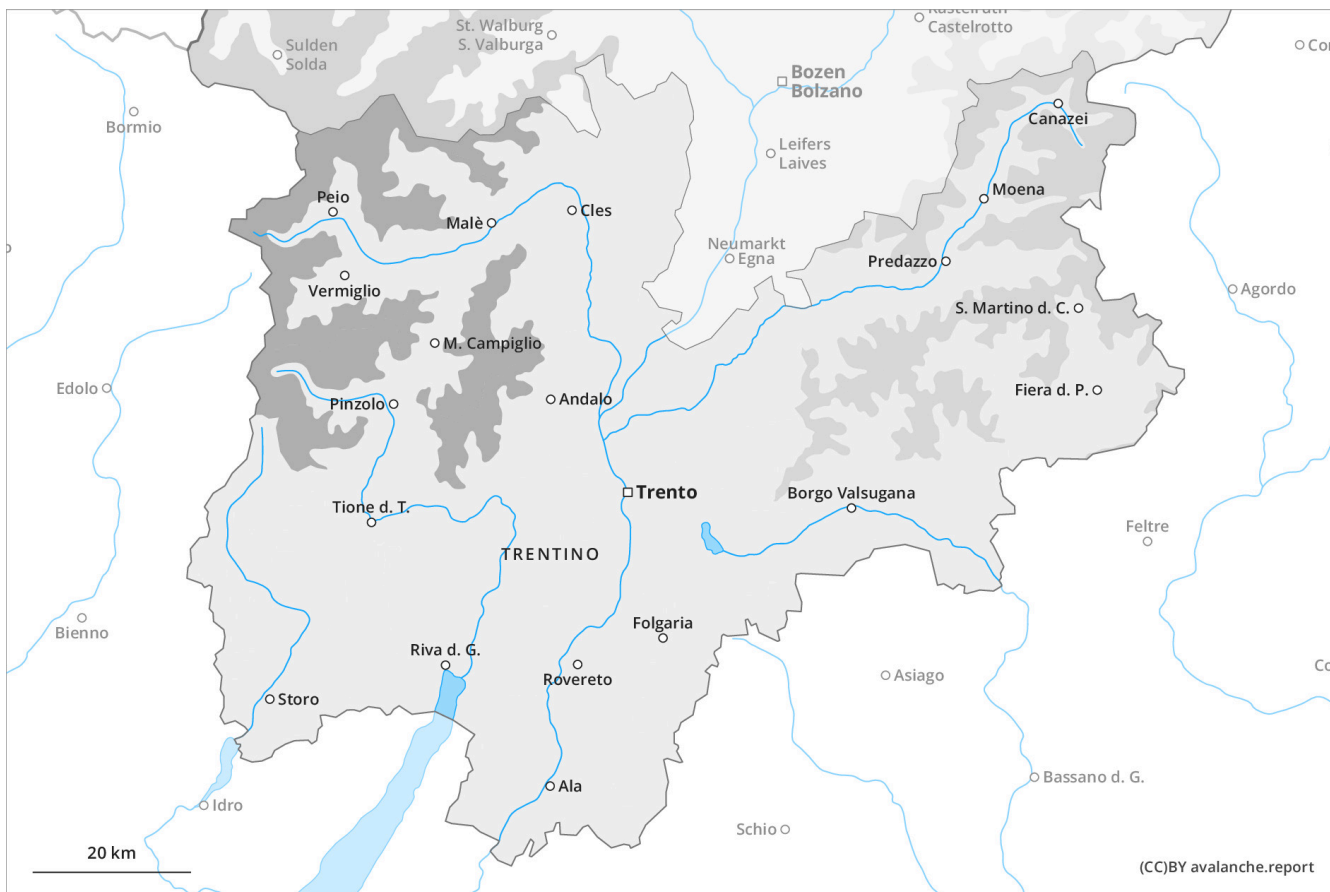 Kastelruth
Castelrotto
St. Walburg
S. Valburga
Sulden
Solda
Bozen
Bolzano
Bormio
Canazei
Leifers
Laives
Moena
Peio
Malè
Cles
Neumarkt
Egna
Predazzo
Vermiglio
Agordo
S. Martino d. C.
M. Campiglio
Edolo
Pinzolo
Andalo
Fiera d. P.
Trento
Borgo Valsugana
Tione d. T.
Feltre
TRENTINO
Bienno
Folgaria
Riva d. G.
Rovereto
Asiago
Storo
Bassano d. G.
Ala
Idro
Schio
20 km
(CC)BY avalanche.report